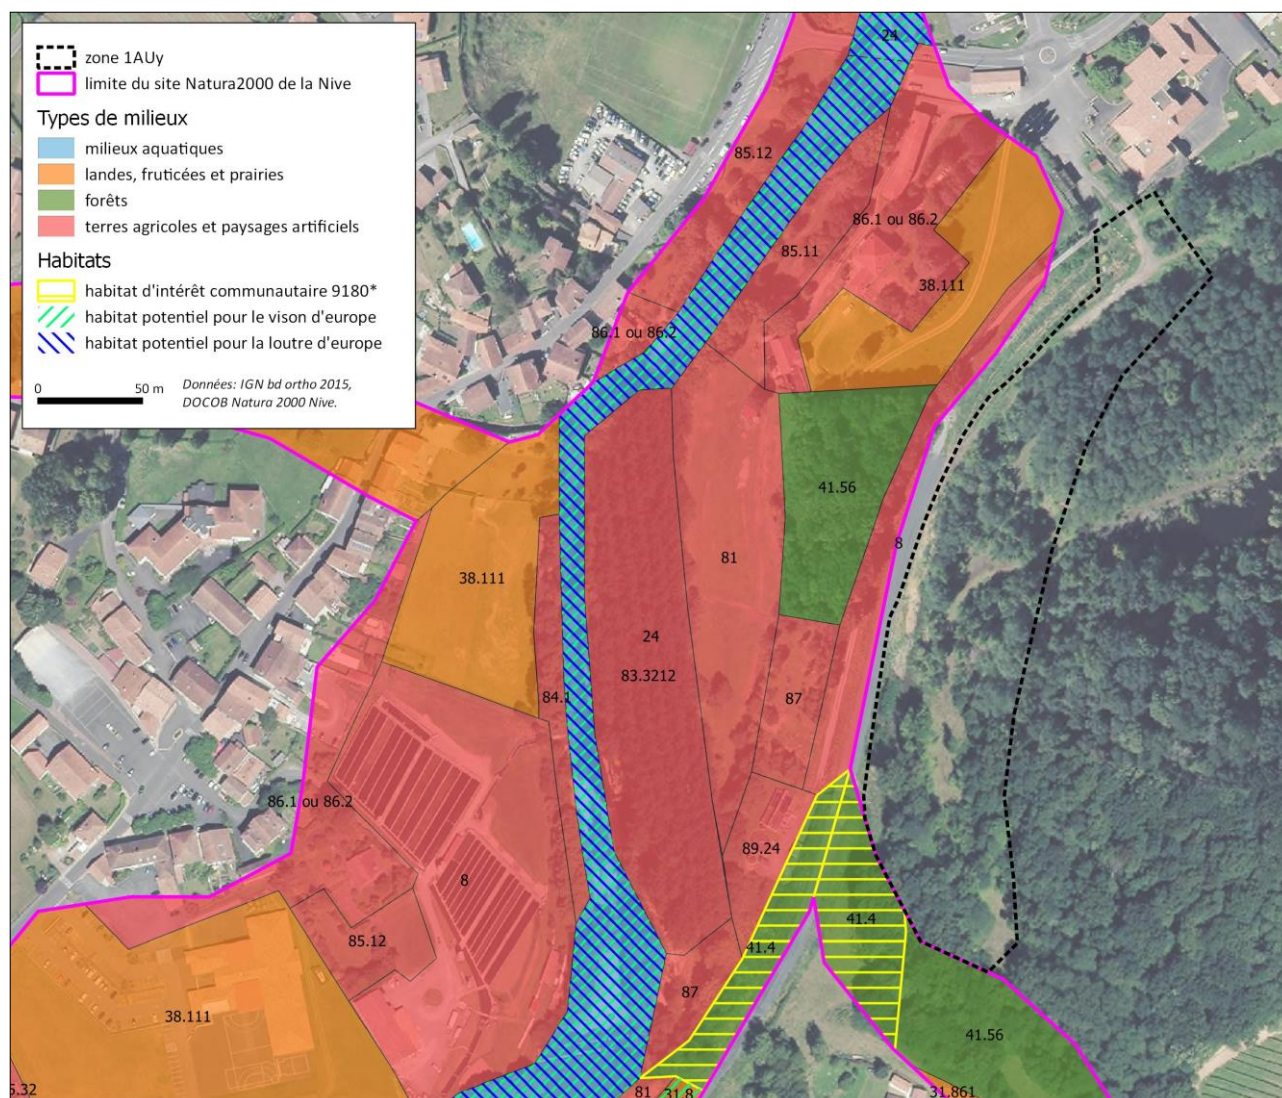 zone 1AUy
limite du site Natura2000 de la Nive
Types de milieux
milieux aquatiques
landes, fruticées et prairies
forêts
terres agricoles et paysages artificiels
Habitats
habitat d'intérêt communautaire 9180*
habitat potentiel pour le vison d'europe
habitat potentiel pour la loutre d'europe
0 50 m
Données: IGN bd ortho 2015,
DOCOB Natura 2000 Nive.
24
85.12
86.1 ou 86.2
85.11
38.111
86.1 ou 86.2
41.56
8
81
38.111
24
83.3212
84.1
87
86.1 ou 86.2
89.24
8
41.4
85.12
41.4
87
38.111
41.56
5.32
81
31.8
31.861